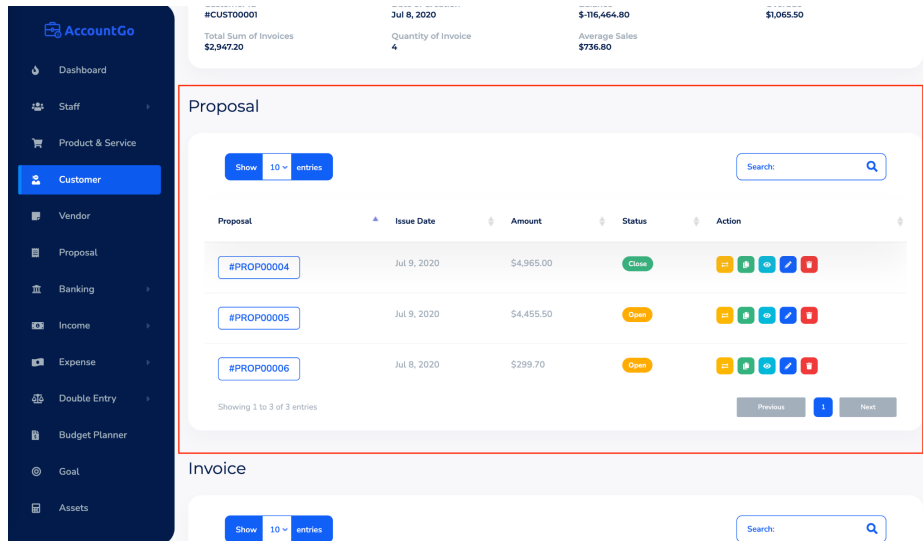 AccountGo
Dashboard
Staff
Product & Service
Customer
Vendor
Proposal
Banking
Income
Expense
Double Entry
Budget Planner
Goal
Assets
#CUST00001
Jul 8, 2020
$-116,464.80
$1,065.50
Total Sum of Invoices
Quantity of Invoice
Average Sales
$2,947.20
4
$736.80
Proposal
Show 10 entries
Search:
Proposal Issue Date Amount Status Action
#PROP00004 Jul 9, 2020 $4,965.00 Close
#PROP00005 Jul 9, 2020 $4,455.50 Open
#PROP00006 Jul 8, 2020 $299.70 Open
Showing 1 to 3 of 3 entries
Previous 1 Next
Invoice
Show 10 entries
Search: